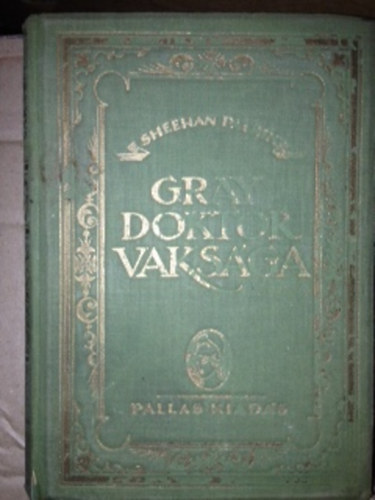 SHEEHAN
GRAY
DOKTOR
VAKSÁGA
PALLAS KIADÁS